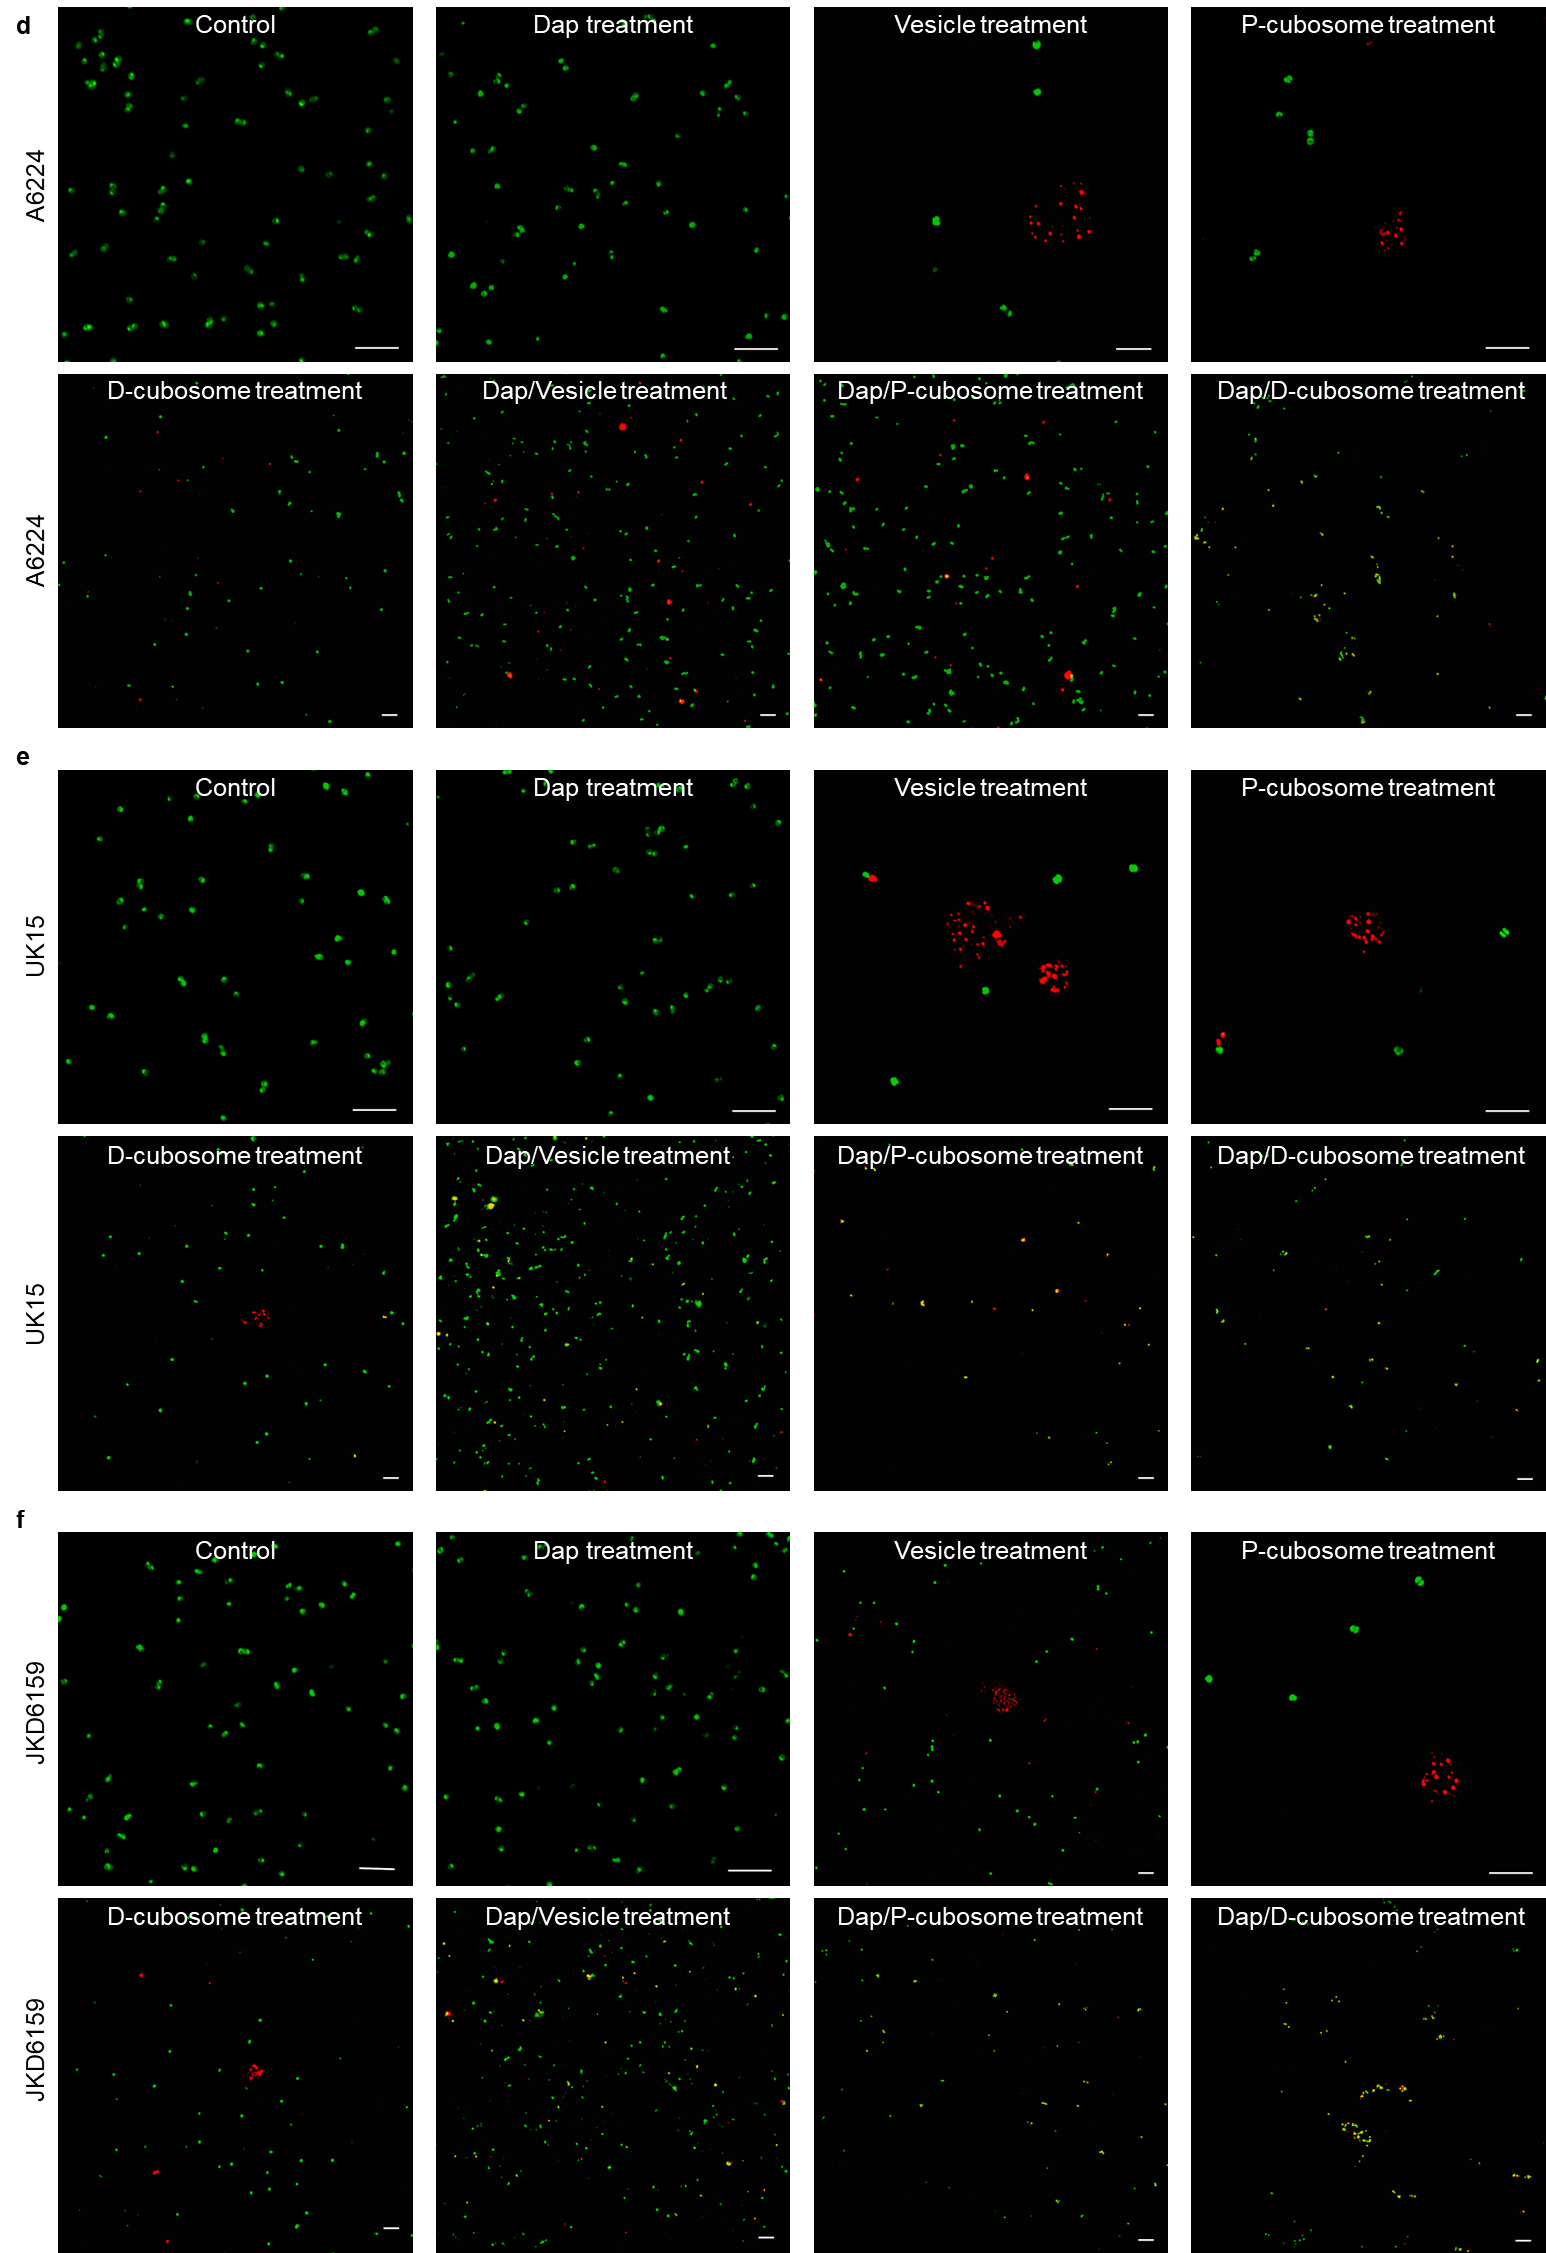 d
Control
Dap treatment
Vesicle treatment
P-cubosome treatment
A6224
D-cubosome treatment
Dap/Vesicle treatment
Dap/P-cubosome treatment
Dap/D-cubosome treatment
A6224
e
Control
Dap treatment
Vesicle treatment
P-cubosome treatment
UK15
D-cubosome treatment
Dap/Vesicle treatment
Dap/P-cubosome treatment
Dap/D-cubosome treatment
UK15
f
Control
Dap treatment
Vesicle treatment
P-cubosome treatment
JKD6159
D-cubosome treatment
Dap/Vesicle treatment
Dap/P-cubosome treatment
Dap/D-cubosome treatment
JKD6159